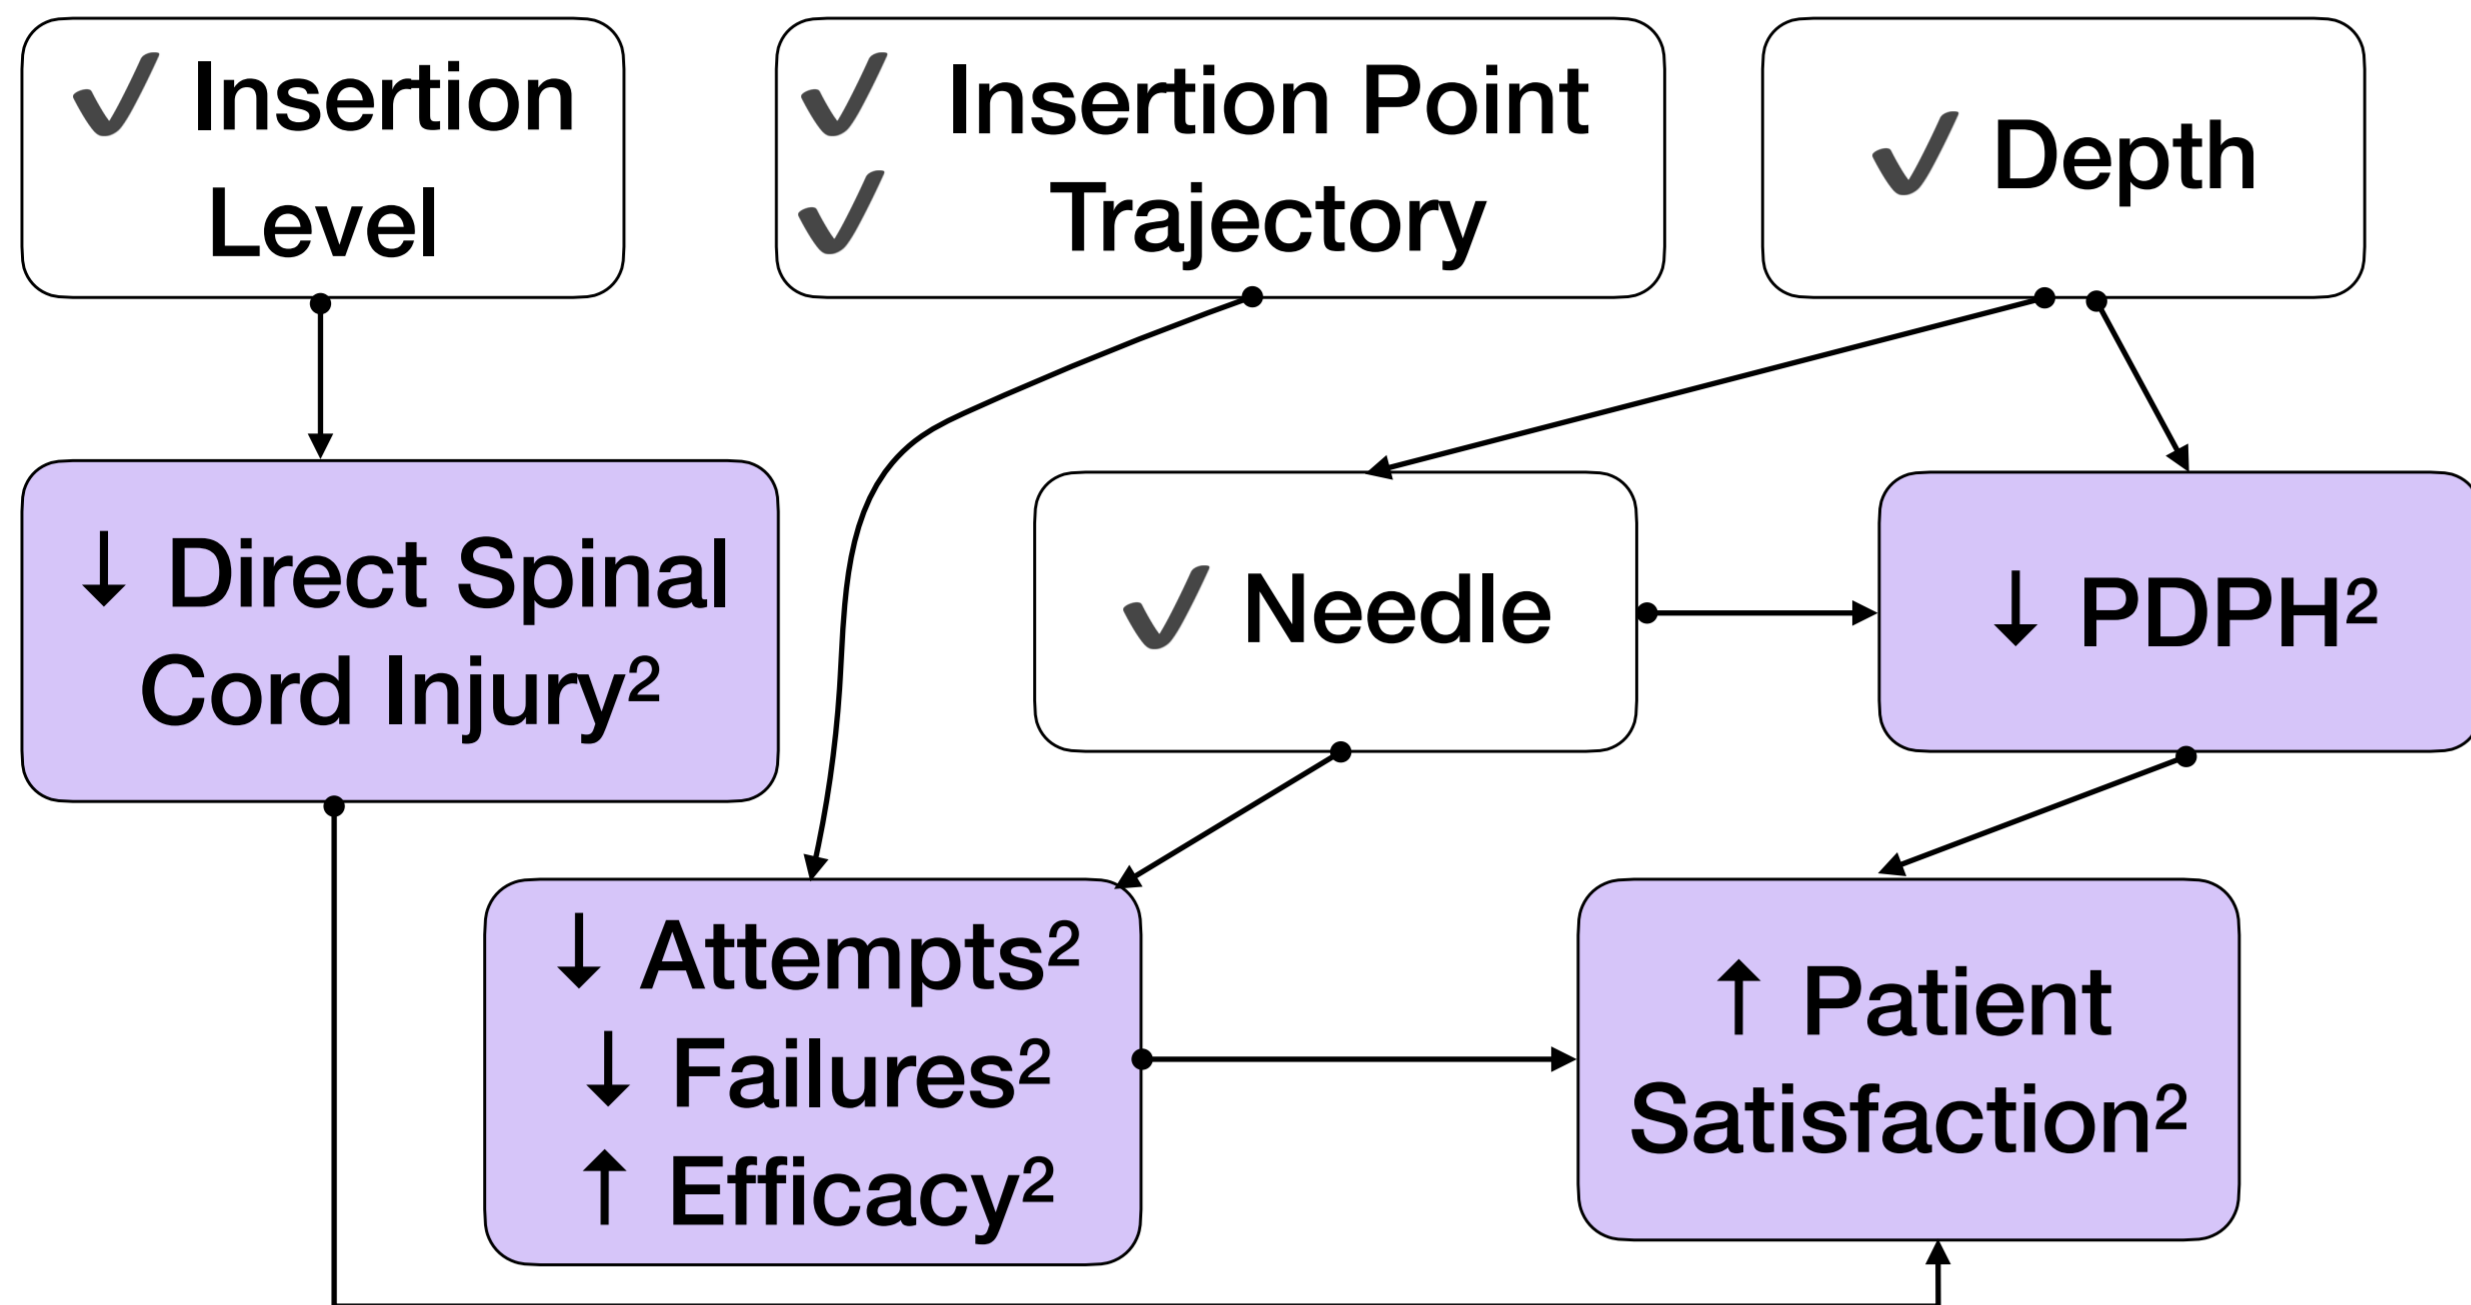 ✓ Insertion
Level
✓ Insertion Point
✓ Trajectory
✓ Depth
↓ Direct Spinal
Cord Injury²
✓ Needle
↓ PDPH²
↓ Attempts²
↓ Failures²
↑ Efficacy²
↑ Patient
Satisfaction²